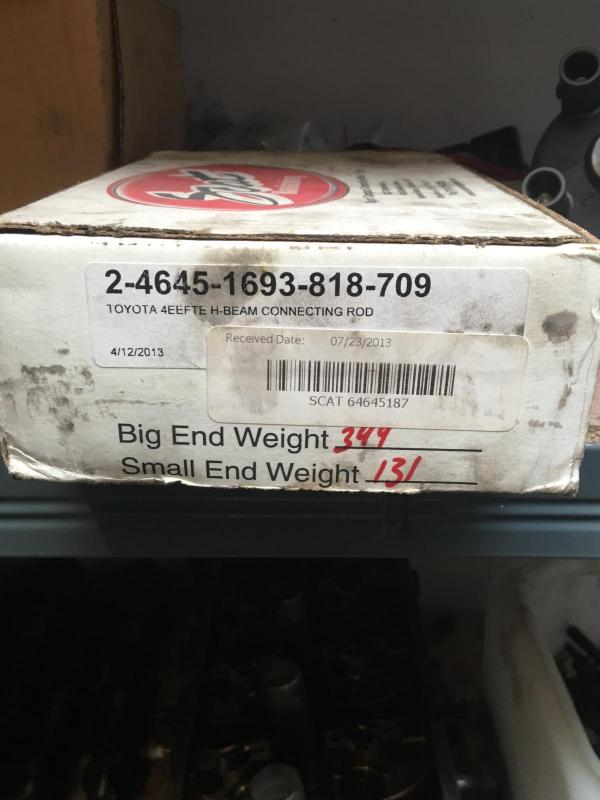 Scat
2-4645-1693-818-709
TOYOTA 4EEFTE H-BEAM CONNECTING ROD
4/12/2013
Received Date: 07/23/2013
SCAT 64645187
Big End Weight 344
Small End Weight 131